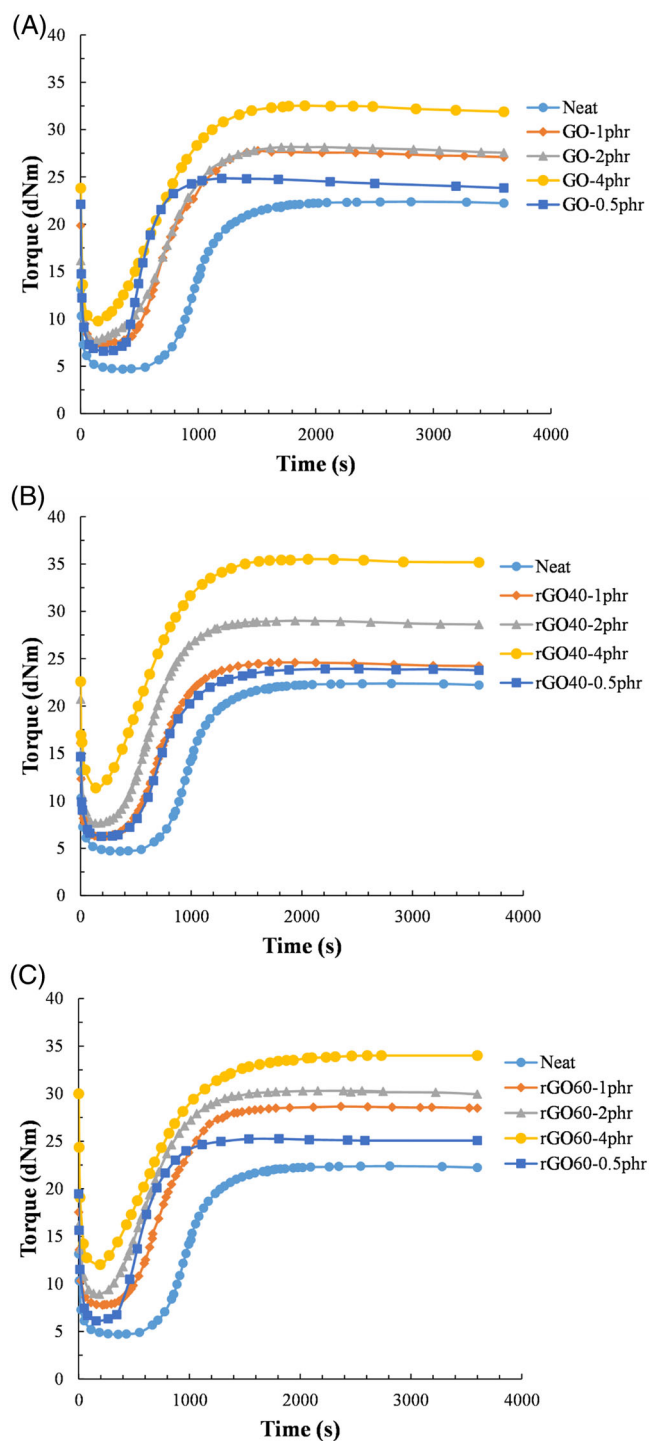 (A)
40
35
30
25
20
15
10
5
0
Torque (dNm)
0 1000 2000 3000 4000
Time (s)
Neat
GO-1phr
GO-2phr
GO-4phr
GO-0.5phr
(B)
40
35
30
25
20
15
10
5
0
Torque (dNm)
0 1000 2000 3000 4000
Time (s)
Neat
rGO40-1phr
rGO40-2phr
rGO40-4phr
rGO40-0.5phr
(C)
40
35
30
25
20
15
10
5
0
Torque (dNm)
0 1000 2000 3000 4000
Time (s)
Neat
rGO60-1phr
rGO60-2phr
rGO60-4phr
rGO60-0.5phr